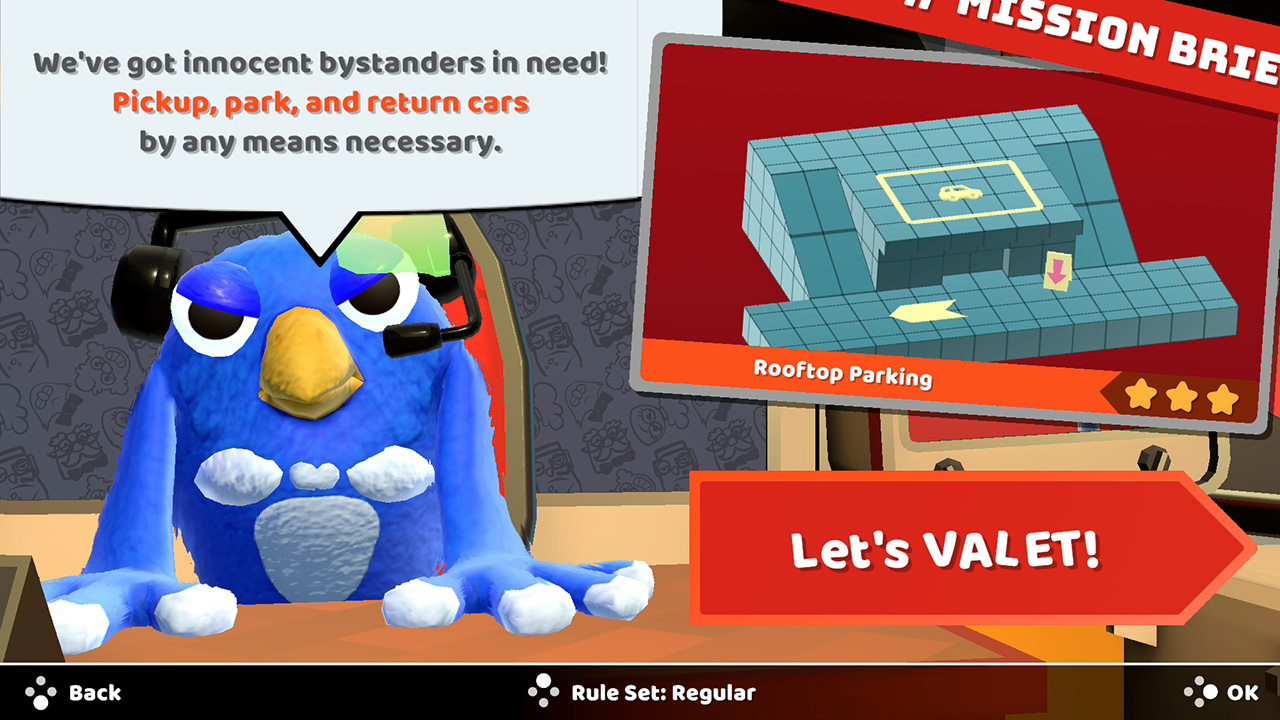 We've got innocent bystanders in need!
Pickup, park, and return cars
by any means necessary.
MISSION BRIE
Rooftop Parking
Let's VALET!
Back
Rule Set: Regular
OK